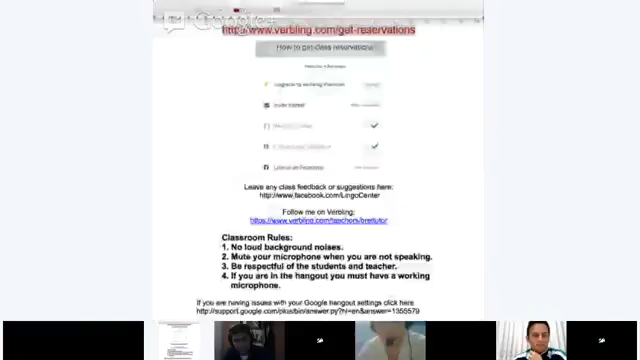 Google+
http://www.verbling.com/get-reservations
How to get class reservations
Leave any class feedback or suggestions here:
http://www.facebook.com/LingoCenter
Follow me on Verbling:
https://www.verbling.com/teachers/brettutor
Classroom Rules:
1. No loud background noises.
2. Mute your microphone when you are not speaking.
3. Be respectful of the students and teacher.
4. If you are in the hangout you must have a working
microphone.
If you are having issues with your Google hangout settings click here
http://support.google.com/plus/bin/answer.py?hl=en&answer=1355579